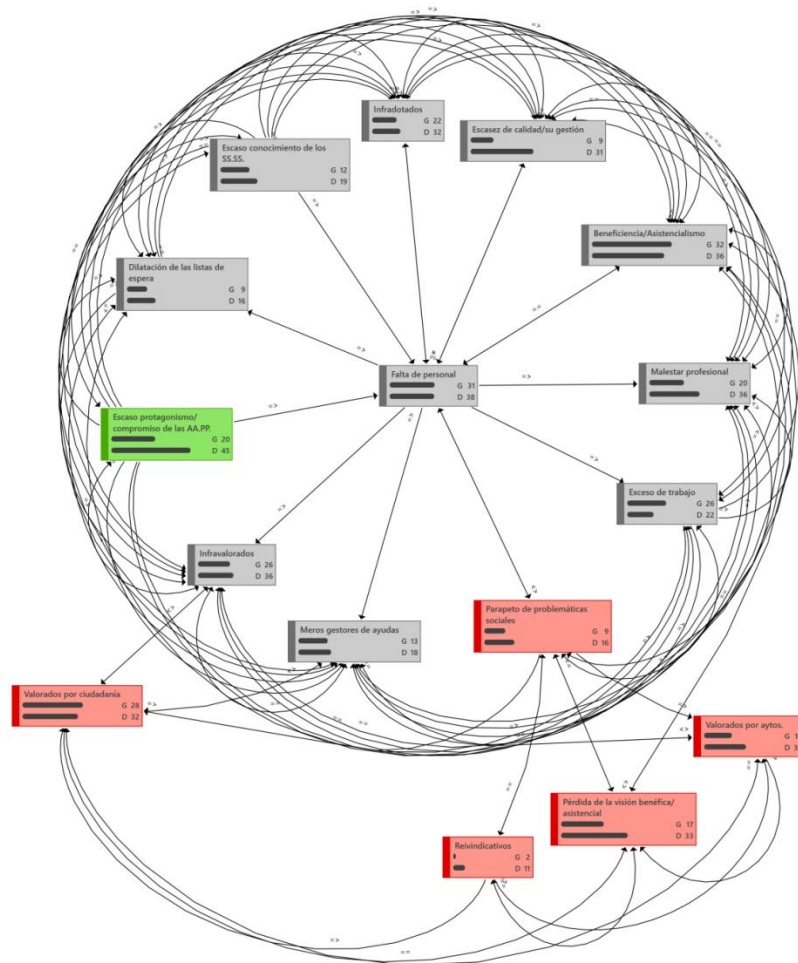 Infradotados
G 22
D 32
Escasez de calidad/su gestión
G 9
D 31
Escaso conocimiento de los
SS.SS.
G 12
D 19
Beneficiencia/Asistencialismo
G 32
D 36
Dilatación de las listas de
espera
G 9
D 16
Falta de personal
G 31
D 38
Malestar profesional
G 20
D 36
Escaso protagonismo/
compromiso de las AA.PP.
G 20
D 45
Exceso de trabajo
G 26
D 22
Infravalorados
G 26
D 36
Parapeto de problemáticas
sociales
G 9
D 16
Meros gestores de ayudas
G 13
D 18
Valorados por ciudadanía
G 28
D 32
Valorados por aytos.
G 1
D 3
Pérdida de la visión benéfica/
asistencial
G 17
D 33
Reivindicativos
G 2
D 11